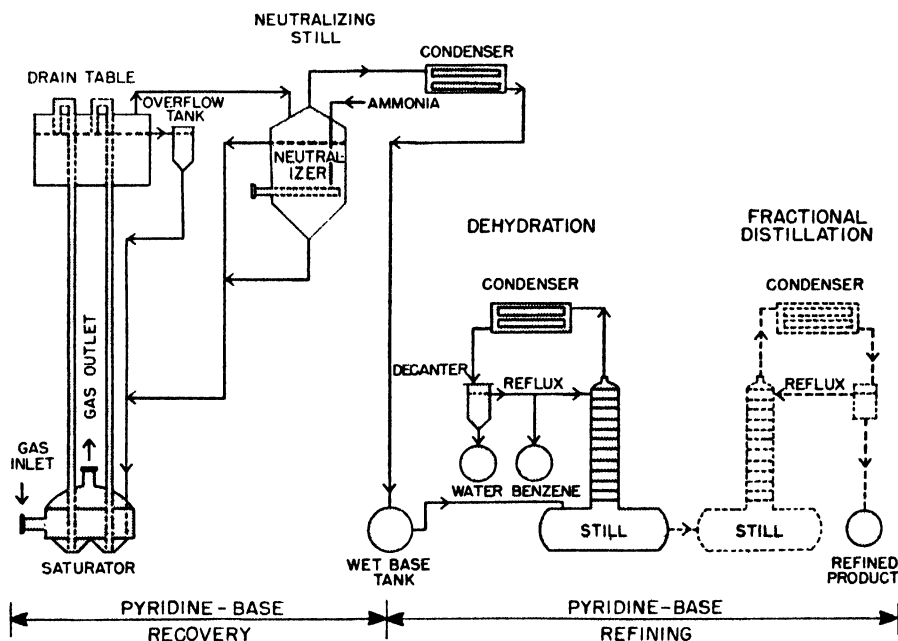 NEUTRALIZING
STILL
CONDENSER
DRAIN TABLE
OVERFLOW
TANK
AMMONIA
NEUTRAL-
IZER
GAS OUTLET
GAS
INLET
SATURATOR
DEHYDRATION
FRACTIONAL
DISTILLATION
CONDENSER
CONDENSER
DECANTER
REFLUX
REFLUX
WATER
BENZENE
STILL
STILL
WET BASE
TANK
REFINED
PRODUCT
PYRIDINE-BASE
RECOVERY
PYRIDINE-BASE
REFINING